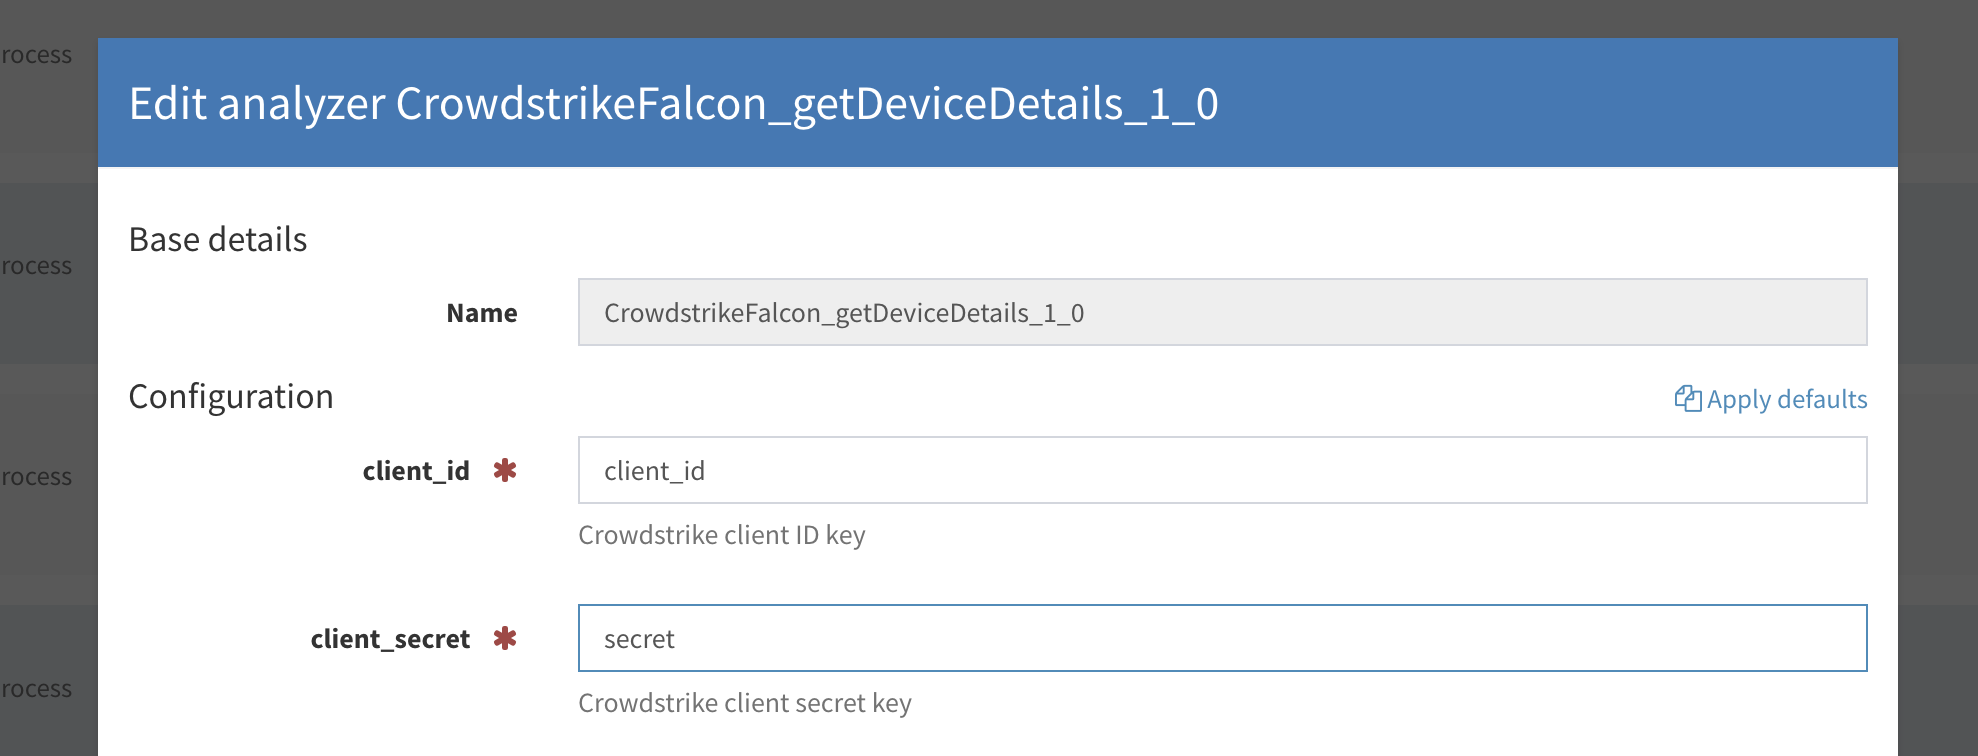 rocess
Edit analyzer CrowdstrikeFalcon_getDeviceDetails_1_0
Base details
rocess
Name CrowdstrikeFalcon_getDeviceDetails_1_0
Configuration Apply defaults
rocess
client_id ✱ client_id
Crowdstrike client ID key
client_secret ✱ secret
rocess
Crowdstrike client secret key